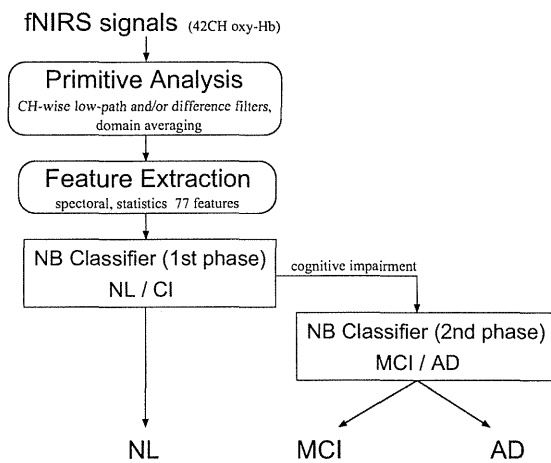 fNIRS signals (42CH oxy-Hb)
Primitive Analysis
CH-wise low-path and/or difference filters,
domain averaging
Feature Extraction
spectral, statistics 77 features
NB Classifier (1st phase)
NL / CI
cognitive impairment
NB Classifier (2nd phase)
MCI / AD
NL
MCI
AD